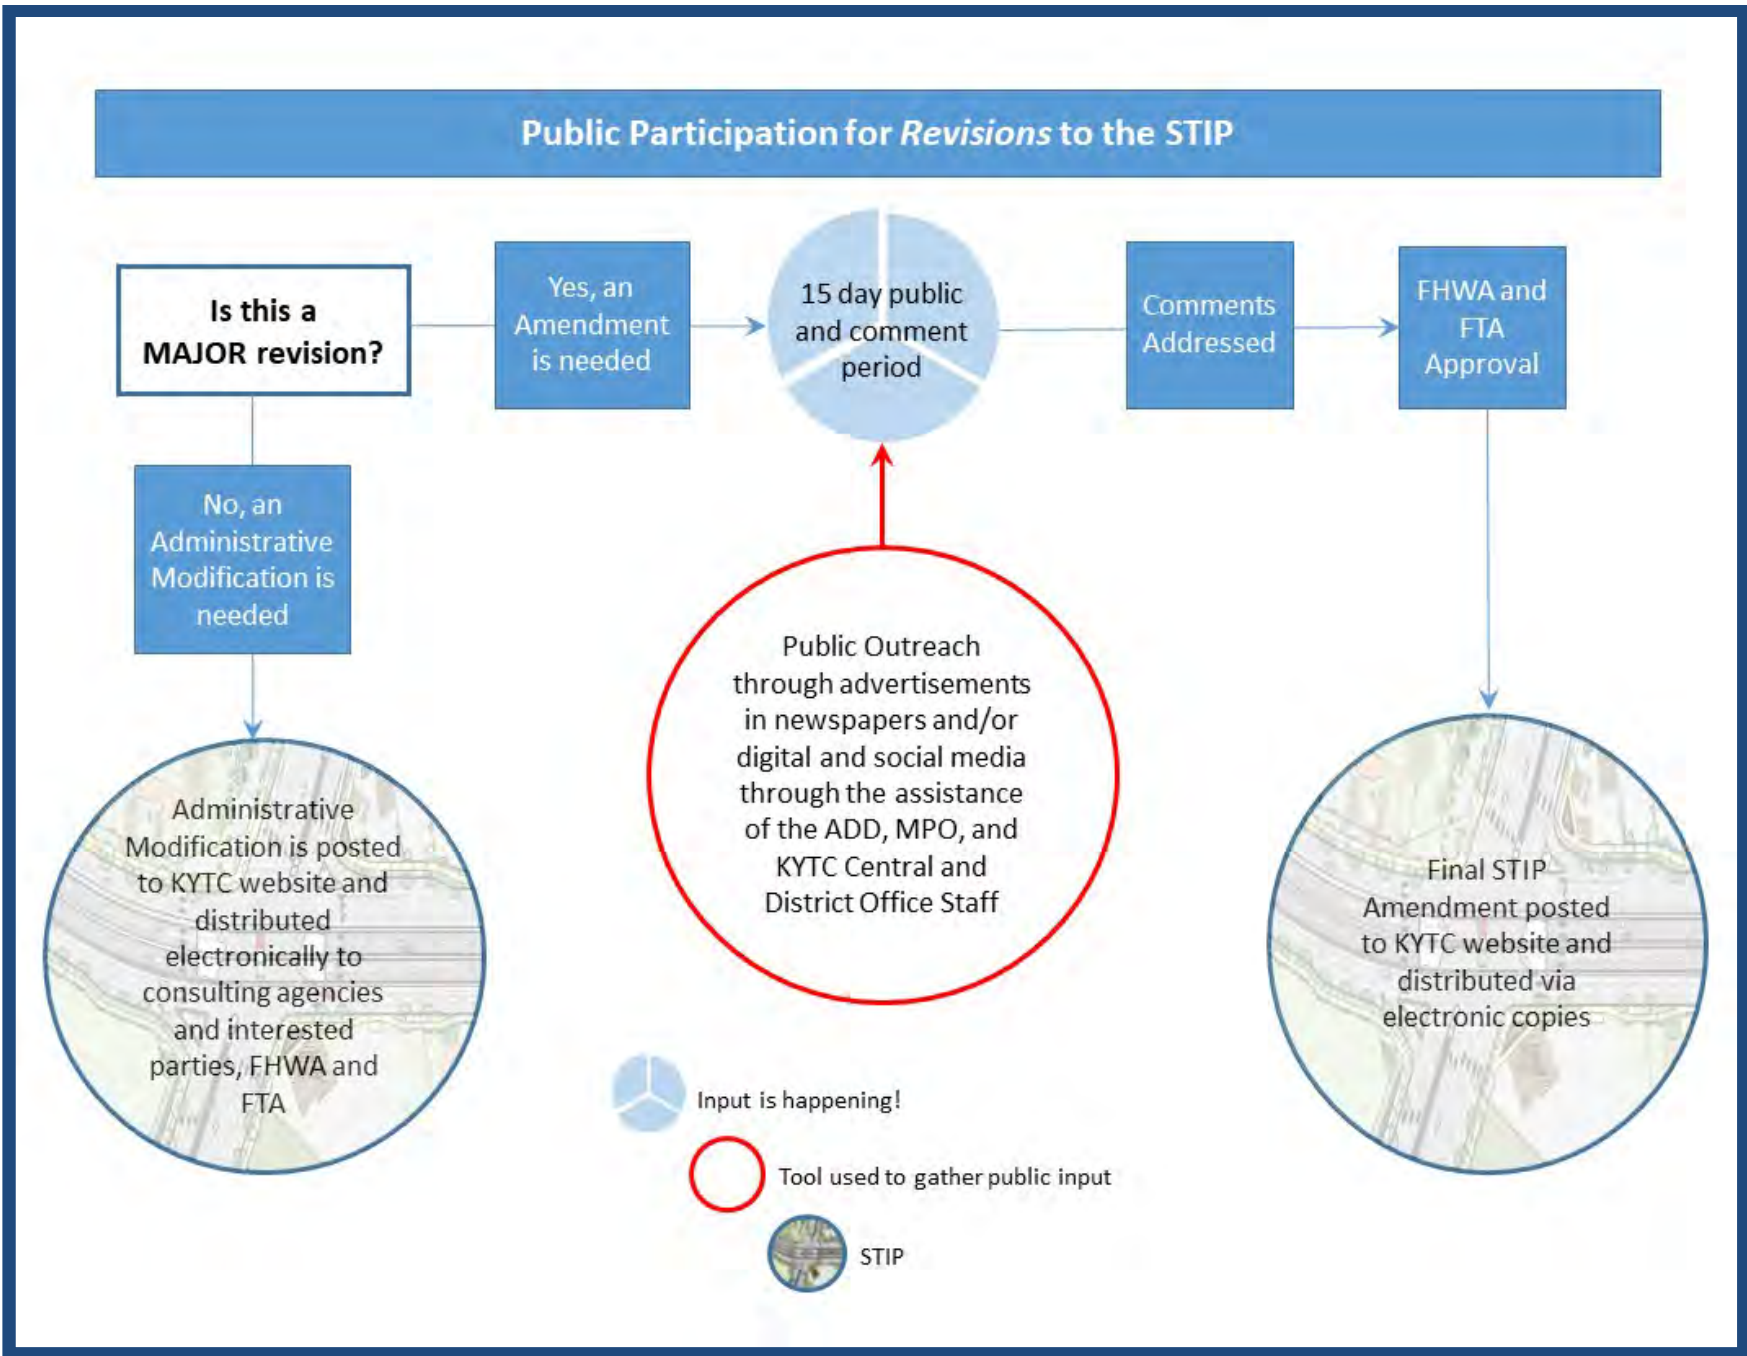 Public Participation for Revisions to the STIP
Is this a
MAJOR revision?
Yes, an
Amendment
is needed
15 day public
and comment
period
Comments
Addressed
FHWA and
FTA
Approval
No, an
Administrative
Modification is
needed
Administrative
Modification is posted
to KYTC website and
distributed
electronically to
consulting agencies
and interested
parties, FHWA and
FTA
Public Outreach
through advertisements
in newspapers and/or
digital and social media
through the assistance
of the ADD, MPO, and
KYTC Central and
District Office Staff
Final STIP
Amendment posted
to KYTC website and
distributed via
electronic copies
Input is happening!
Tool used to gather public input
STIP